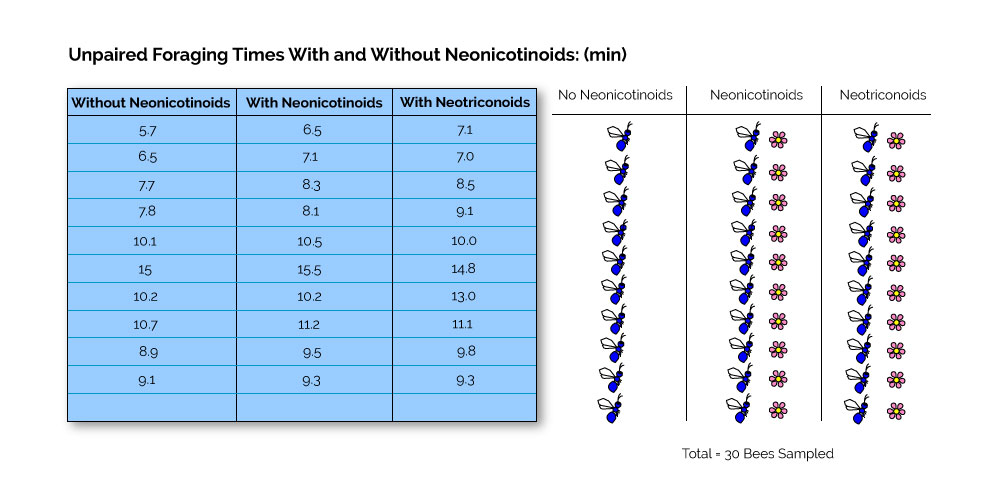 Unpaired Foraging Times With and Without Neonicotinoids: (min)
Without Neonicotinoids With Neonicotinoids With Neotriconoids
5.7 6.5 7.1
6.5 7.1 7.0
7.7 8.3 8.5
7.8 8.1 9.1
10.1 10.5 10.0
15 15.5 14.8
10.2 10.2 13.0
10.7 11.2 11.1
8.9 9.5 9.8
9.1 9.3 9.3
No Neonicotinoids Neonicotinoids Neotriconoids
Total = 30 Bees Sampled